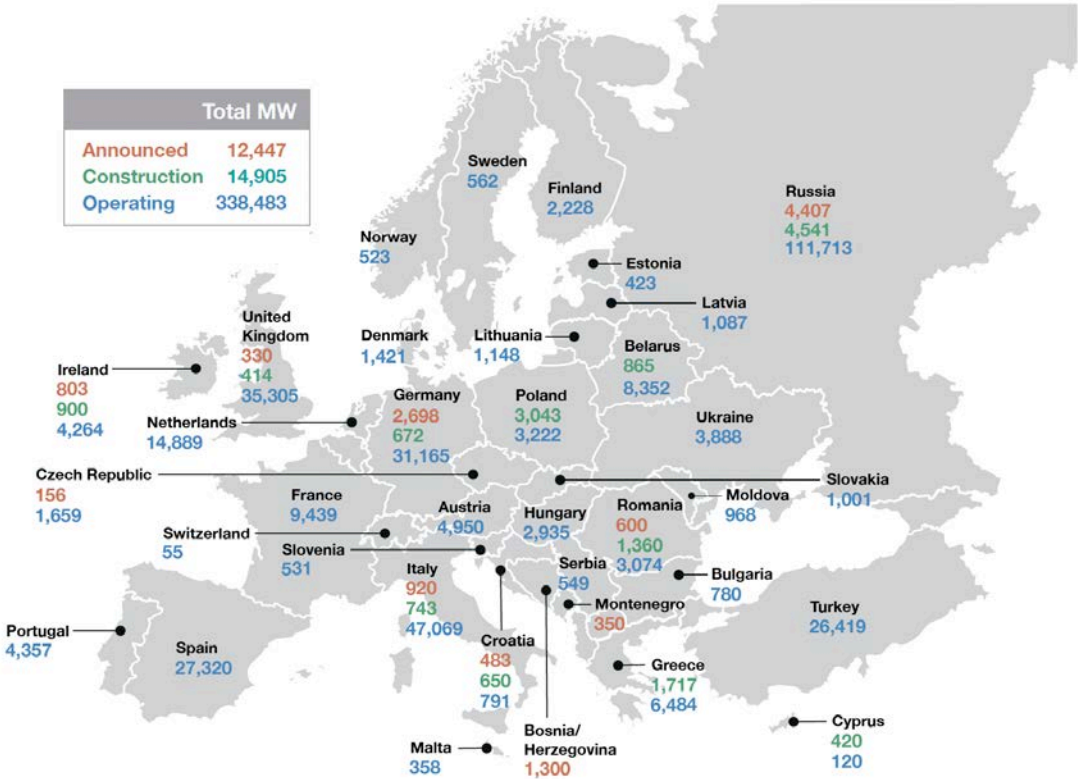 Total MW
Announced 12,447
Construction 14,905
Operating 338,483
Sweden
562
Finland
2,228
Russia
4,407
4,541
111,713
Norway
523
Estonia
423
Latvia
1,087
United
Kingdom
330
414
35,305
Denmark
1,421
Lithuania
1,148
Belarus
865
8,352
Ireland
803
900
4,264
Netherlands
14,889
Germany
2,698
672
31,165
Poland
3,043
3,222
Ukraine
3,888
Czech Republic
156
1,659
France
9,439
Austria
4,950
Hungary
2,935
Romania
600
1,360
3,074
Moldova
968
Slovakia
1,001
Switzerland
55
Slovenia
531
Italy
920
743
47,069
Serbia
549
Bulgaria
780
Montenegro
350
Turkey
26,419
Portugal
4,357
Spain
27,320
Croatia
483
650
791
Greece
1,717
6,484
Bosnia/
Herzegovina
1,300
Malta
358
Cyprus
420
120